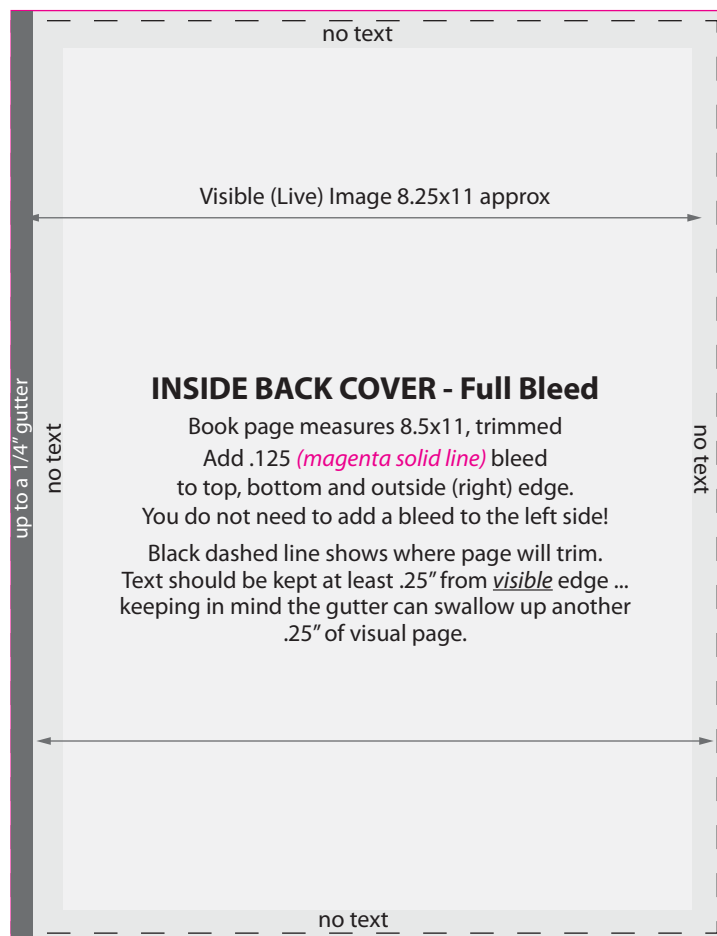 no text
Visible (Live) Image 8.25x11 approx
INSIDE BACK COVER - Full Bleed
Book page measures 8.5x11, trimmed
Add .125 (magenta solid line) bleed
to top, bottom and outside (right) edge.
You do not need to add a bleed to the left side!
Black dashed line shows where page will trim.
Text should be kept at least .25” from visible edge ...
keeping in mind the gutter can swallow up another
.25” of visual page.
up to a 1/4” gutter
no text
no text
no text